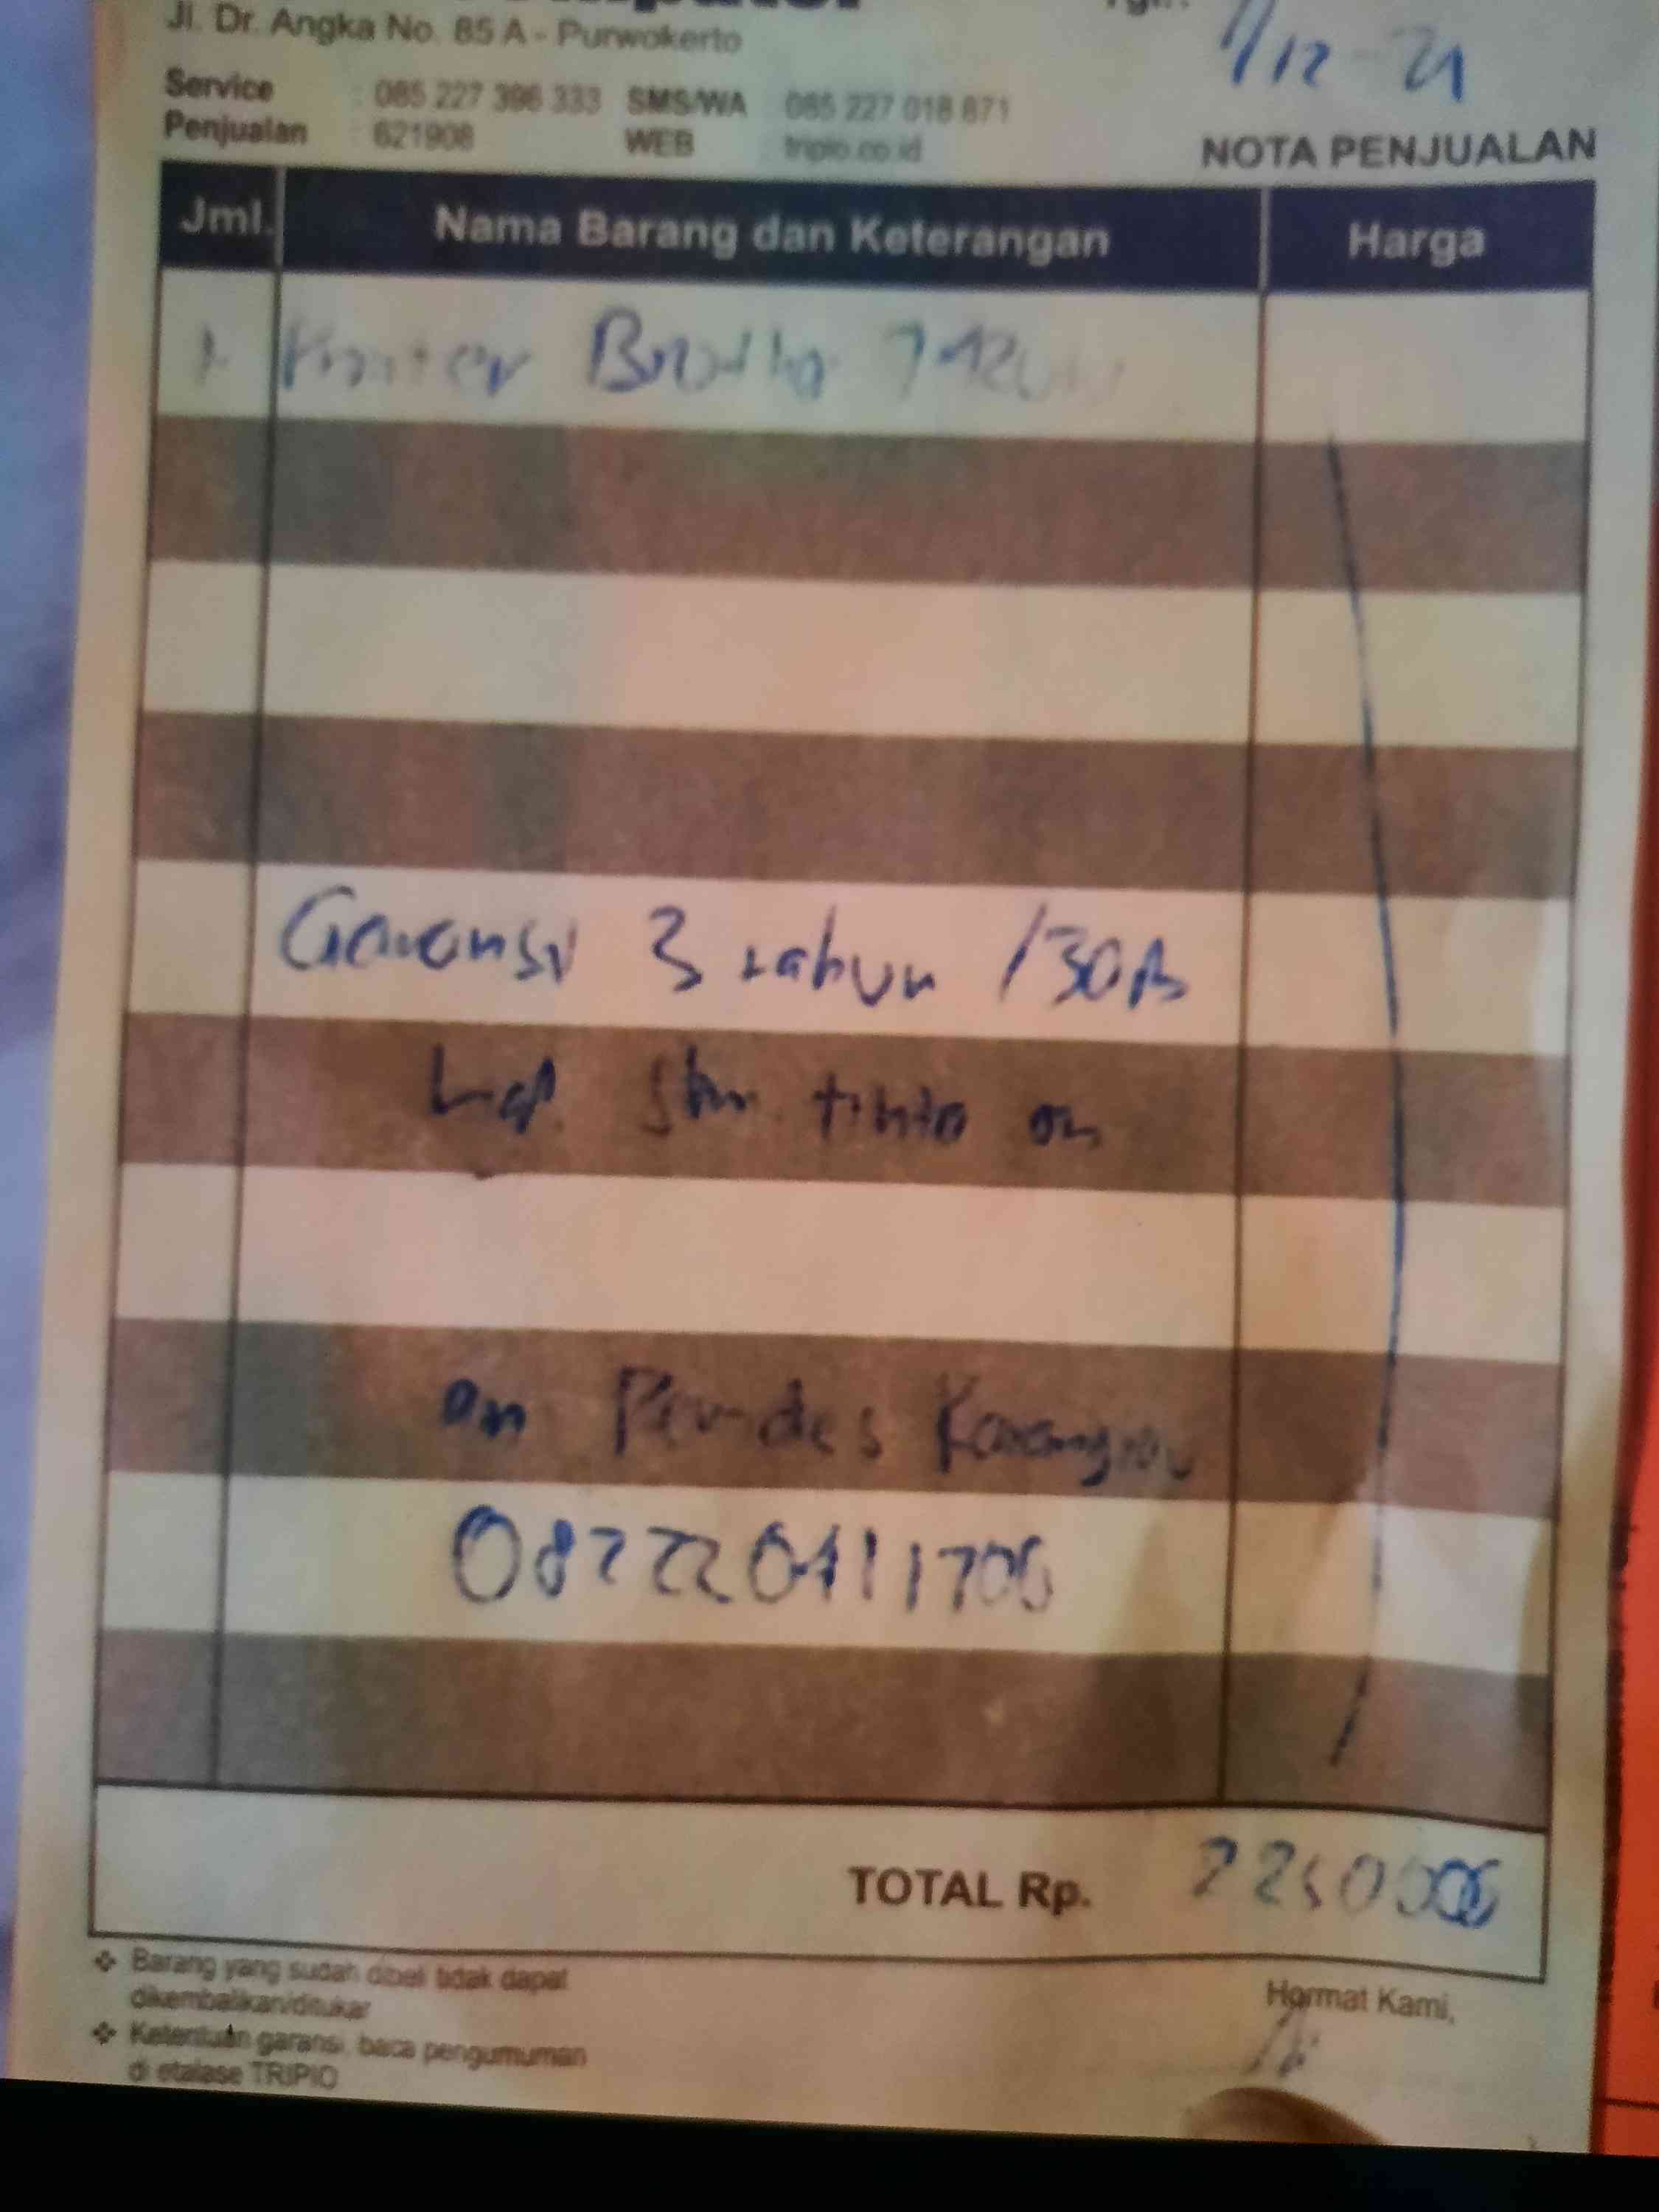 Jl. Dr. Angka No. 85 A - Purwokerto
1/12-21
Service : 085 227 396 333 SMS/WA 085 227 018 871
Penjualan : 621908 WEB tripio.co.id
NOTA PENJUALAN
Jml. Nama Barang dan Keterangan Harga
Printer Brother
Garansi 3 tahun /30
tinta
an Pemdes
TOTAL Rp. 2250000
❖ Barang yang sudah dibeli tidak dapat
dikembalikan/ditukar
❖ Ketentuan garansi, baca pengumuman
di etalase TRIPIO
Hormat Kami,